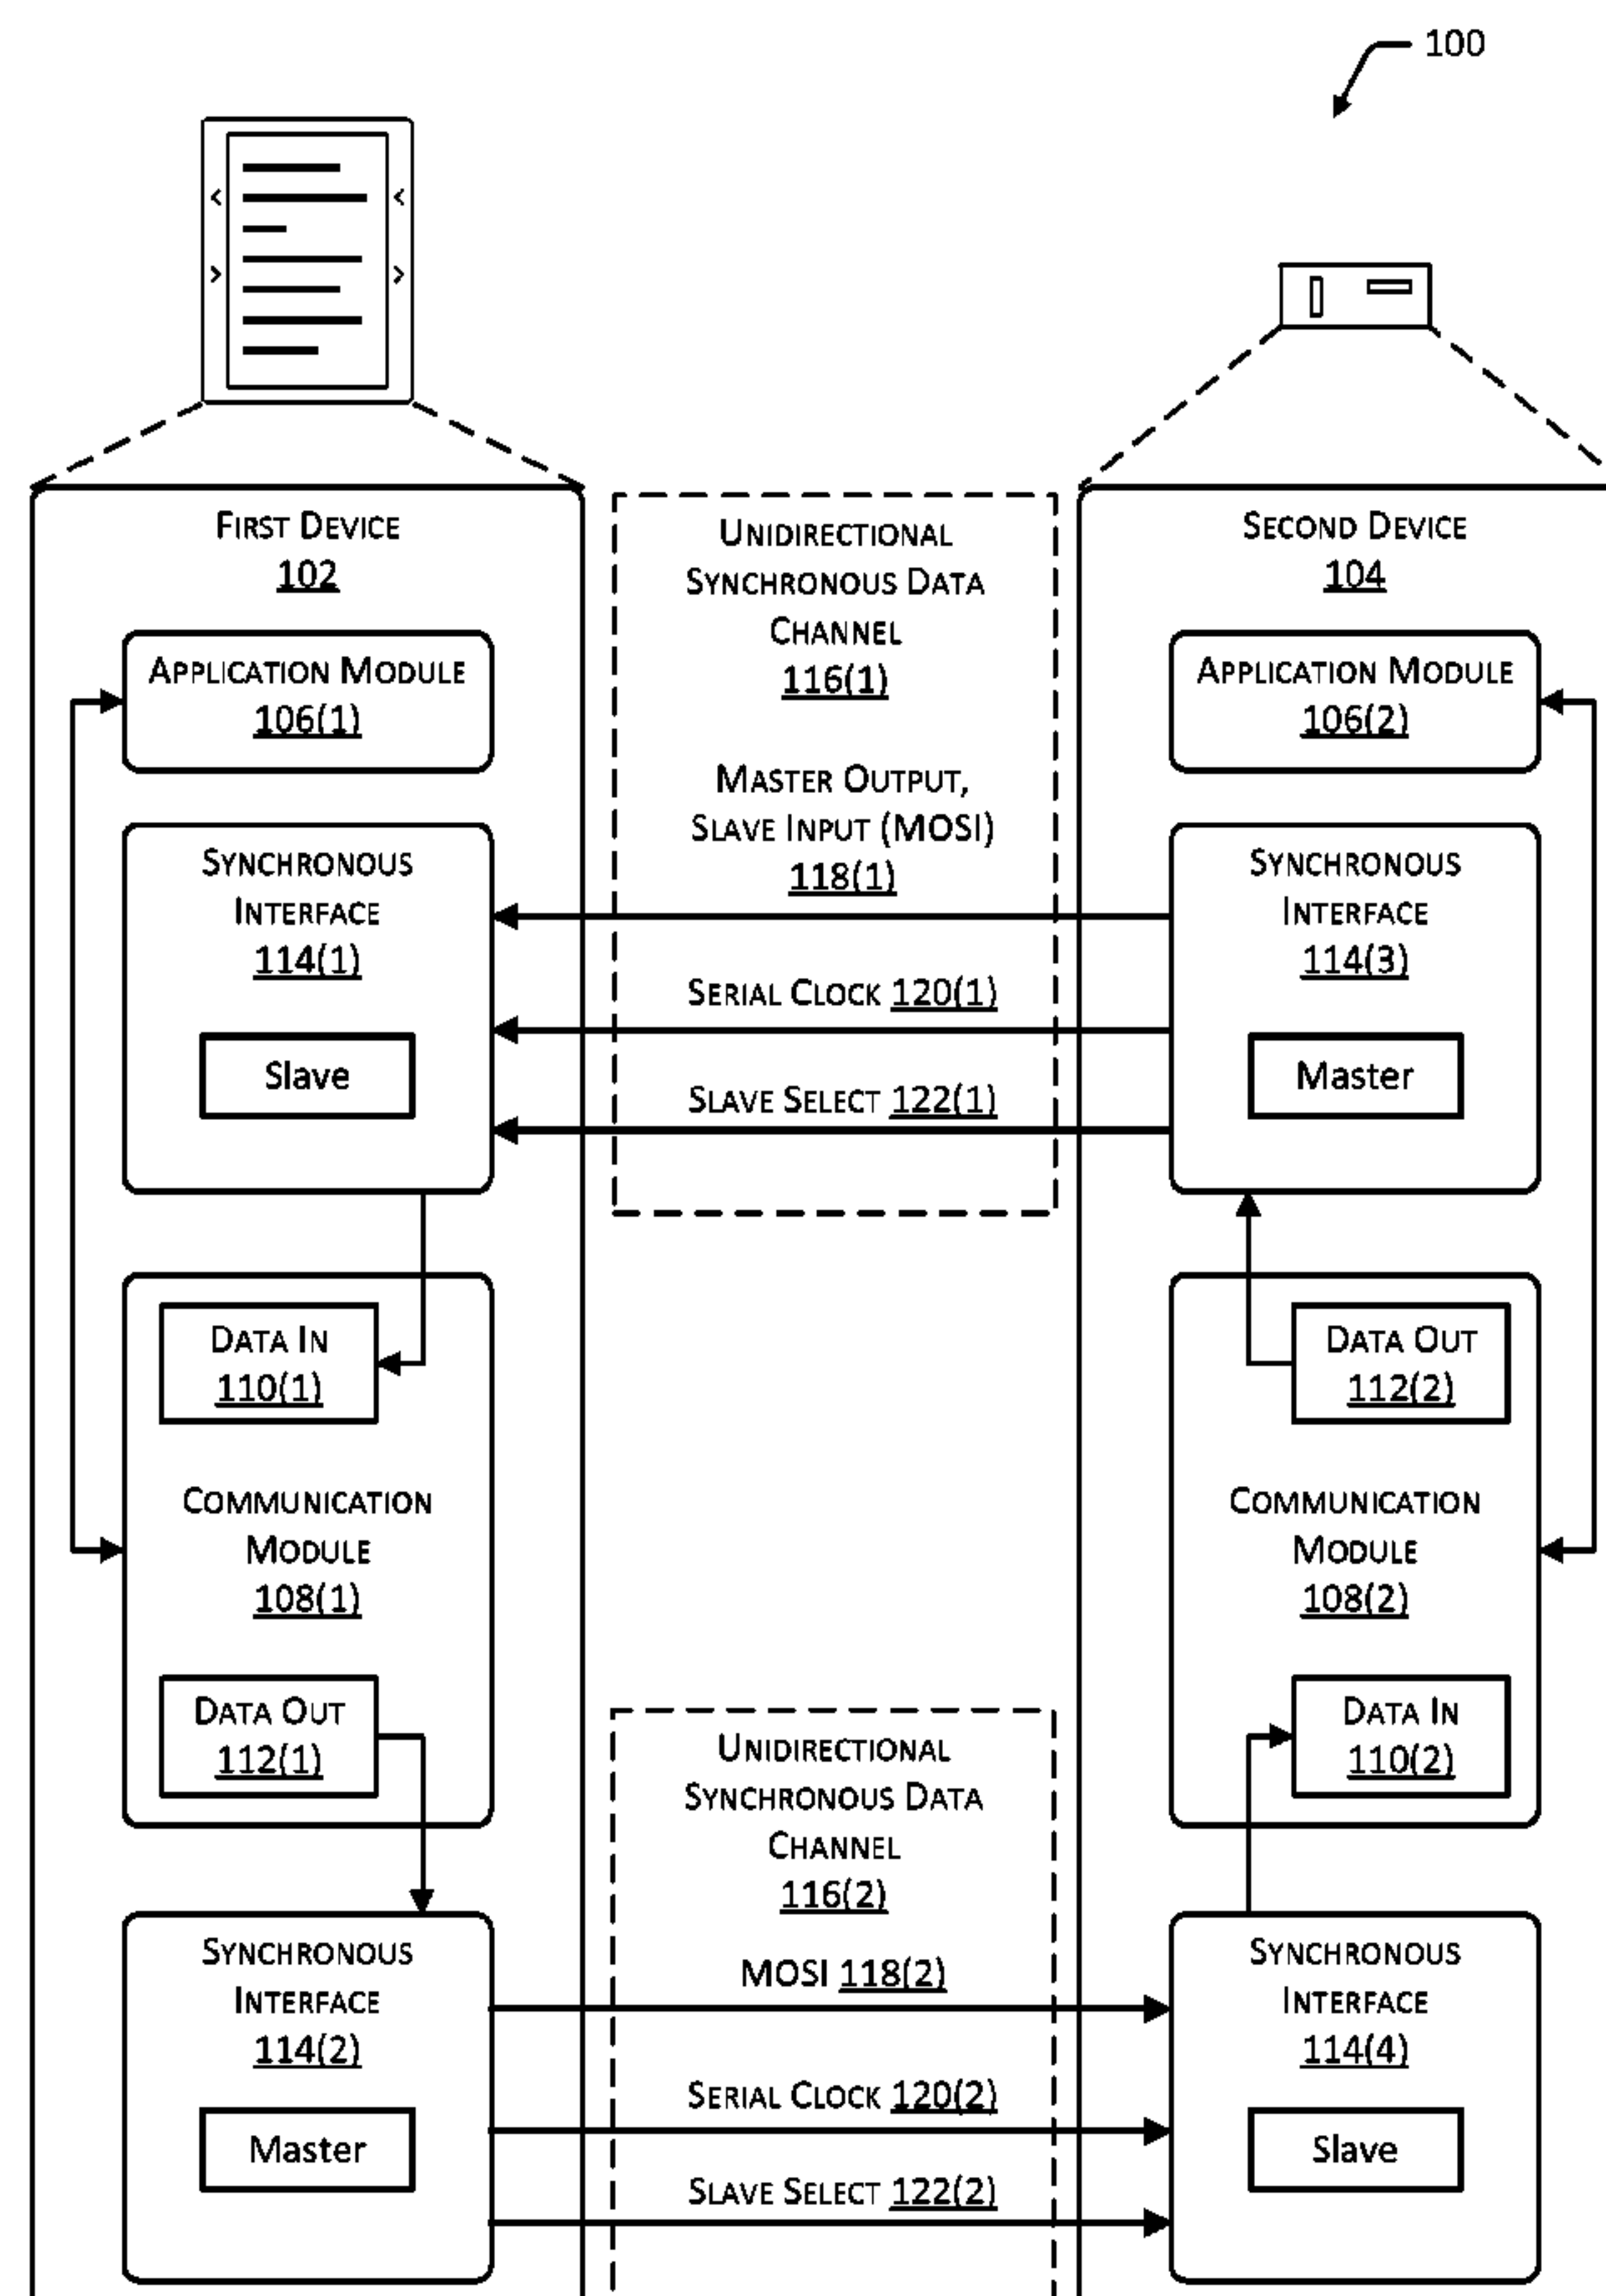 100
First Device
102
Application Module
106(1)
Synchronous
Interface
114(1)
Slave
Data In
110(1)
Communication
Module
108(1)
Data Out
112(1)
Synchronous
Interface
114(2)
Master
Unidirectional
Synchronous Data
Channel
116(1)
Master Output,
Slave Input (MOSI)
118(1)
Serial Clock 120(1)
Slave Select 122(1)
Unidirectional
Synchronous Data
Channel
116(2)
MOSI 118(2)
Serial Clock 120(2)
Slave Select 122(2)
Second Device
104
Application Module
106(2)
Synchronous
Interface
114(3)
Master
Data Out
112(2)
Communication
Module
108(2)
Data In
110(2)
Synchronous
Interface
114(4)
Slave